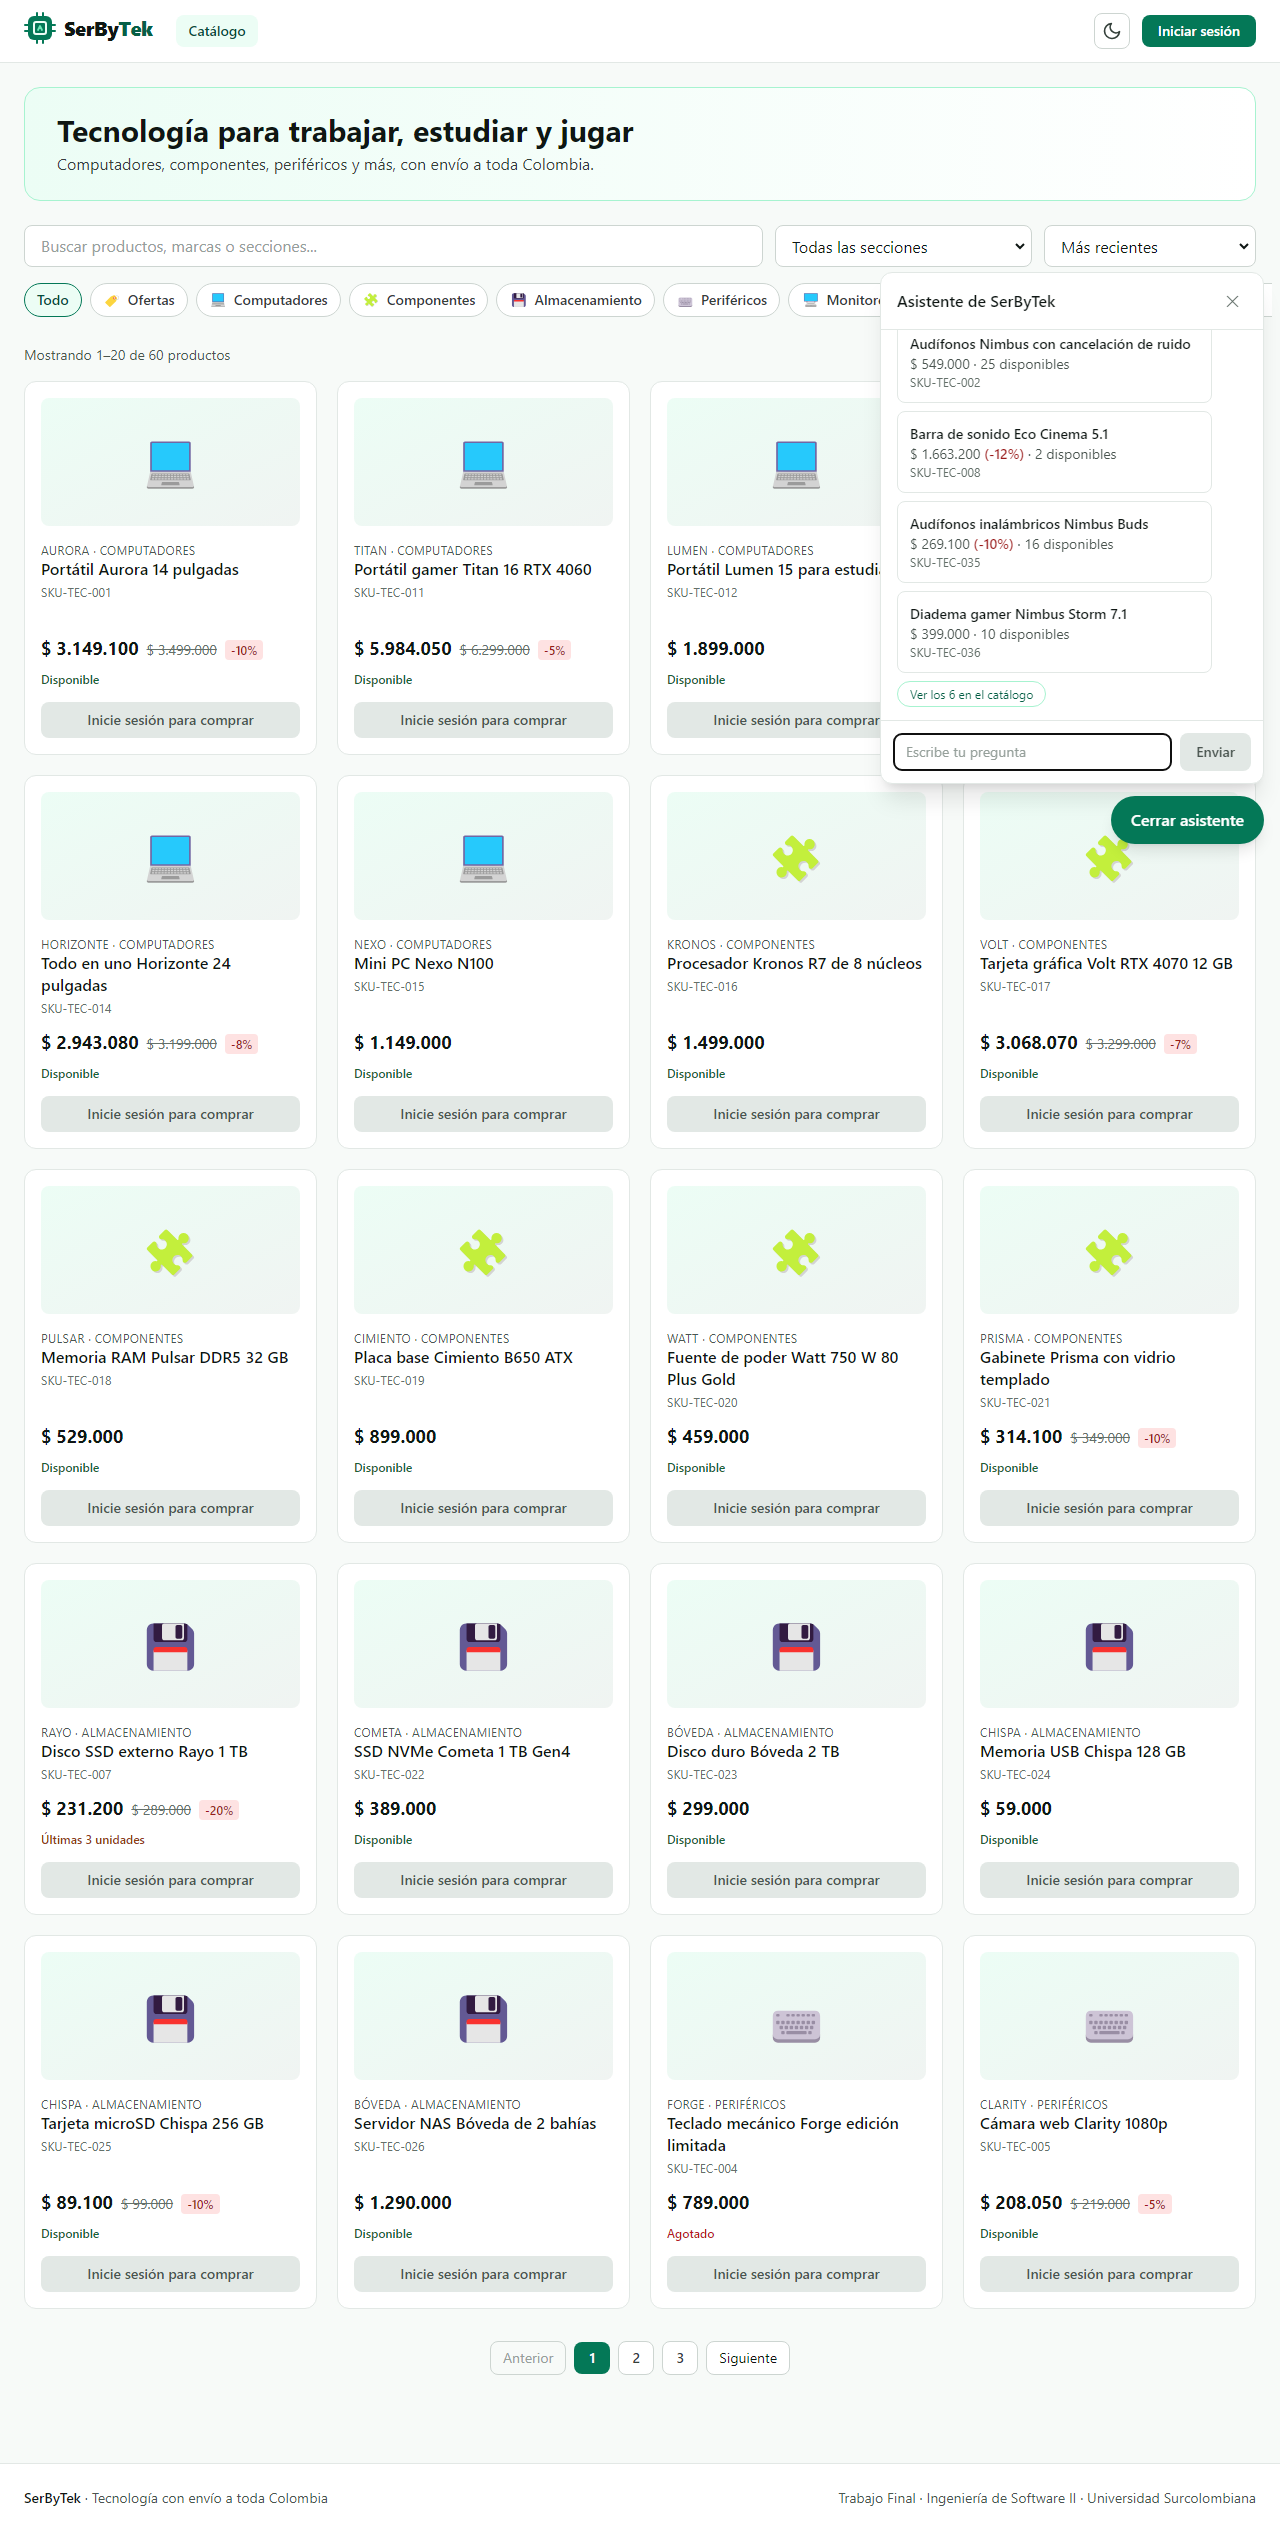 SerByTek
Catálogo
Iniciar sesión
Tecnología para trabajar, estudiar y jugar
Computadores, componentes, periféricos y más, con envío a toda Colombia.
Buscar productos, marcas o secciones...
Todas las secciones
Más recientes
Todo
Ofertas
Computadores
Componentes
Almacenamiento
Periféricos
Monitore
Mostrando 1–20 de 60 productos
Asistente de SerByTek
Audífonos Nimbus con cancelación de ruido
$ 549.000 · 25 disponibles
SKU-TEC-002
Barra de sonido Eco Cinema 5.1
$ 1.663.200 (-12%) · 2 disponibles
SKU-TEC-008
Audífonos inalámbricos Nimbus Buds
$ 269.100 (-10%) · 16 disponibles
SKU-TEC-035
Diadema gamer Nimbus Storm 7.1
$ 399.000 · 10 disponibles
SKU-TEC-036
Ver los 6 en el catálogo
Escribe tu pregunta
Enviar
Cerrar asistente
AURORA · COMPUTADORES
Portátil Aurora 14 pulgadas
SKU-TEC-001
$ 3.149.100 $ 3.499.000 -10%
Disponible
Inicie sesión para comprar
TITAN · COMPUTADORES
Portátil gamer Titan 16 RTX 4060
SKU-TEC-011
$ 5.984.050 $ 6.299.000 -5%
Disponible
Inicie sesión para comprar
LUMEN · COMPUTADORES
Portátil Lumen 15 para estudi
SKU-TEC-012
$ 1.899.000
Disponible
Inicie sesión para comprar
HORIZONTE · COMPUTADORES
Todo en uno Horizonte 24
pulgadas
SKU-TEC-014
$ 2.943.080 $ 3.199.000 -8%
Disponible
Inicie sesión para comprar
NEXO · COMPUTADORES
Mini PC Nexo N100
SKU-TEC-015
$ 1.149.000
Disponible
Inicie sesión para comprar
KRONOS · COMPONENTES
Procesador Kronos R7 de 8 núcleos
SKU-TEC-016
$ 1.499.000
Disponible
Inicie sesión para comprar
VOLT · COMPONENTES
Tarjeta gráfica Volt RTX 4070 12 GB
SKU-TEC-017
$ 3.068.070 $ 3.299.000 -7%
Disponible
Inicie sesión para comprar
PULSAR · COMPONENTES
Memoria RAM Pulsar DDR5 32 GB
SKU-TEC-018
$ 529.000
Disponible
Inicie sesión para comprar
CIMIENTO · COMPONENTES
Placa base Cimiento B650 ATX
SKU-TEC-019
$ 899.000
Disponible
Inicie sesión para comprar
WATT · COMPONENTES
Fuente de poder Watt 750 W 80
Plus Gold
SKU-TEC-020
$ 459.000
Disponible
Inicie sesión para comprar
PRISMA · COMPONENTES
Gabinete Prisma con vidrio
templado
SKU-TEC-021
$ 314.100 $ 349.000 -10%
Disponible
Inicie sesión para comprar
RAYO · ALMACENAMIENTO
Disco SSD externo Rayo 1 TB
SKU-TEC-007
$ 231.200 $ 289.000 -20%
Últimas 3 unidades
Inicie sesión para comprar
COMETA · ALMACENAMIENTO
SSD NVMe Cometa 1 TB Gen4
SKU-TEC-022
$ 389.000
Disponible
Inicie sesión para comprar
BÓVEDA · ALMACENAMIENTO
Disco duro Bóveda 2 TB
SKU-TEC-023
$ 299.000
Disponible
Inicie sesión para comprar
CHISPA · ALMACENAMIENTO
Memoria USB Chispa 128 GB
SKU-TEC-024
$ 59.000
Disponible
Inicie sesión para comprar
CHISPA · ALMACENAMIENTO
Tarjeta microSD Chispa 256 GB
SKU-TEC-025
$ 89.100 $ 99.000 -10%
Disponible
Inicie sesión para comprar
BÓVEDA · ALMACENAMIENTO
Servidor NAS Bóveda de 2 bahías
SKU-TEC-026
$ 1.290.000
Disponible
Inicie sesión para comprar
FORGE · PERIFÉRICOS
Teclado mecánico Forge edición
limitada
SKU-TEC-004
$ 789.000
Agotado
Inicie sesión para comprar
CLARITY · PERIFÉRICOS
Cámara web Clarity 1080p
SKU-TEC-005
$ 208.050 $ 219.000 -5%
Disponible
Inicie sesión para comprar
Anterior
1
2
3
Siguiente
SerByTek · Tecnología con envío a toda Colombia
Trabajo Final · Ingeniería de Software II · Universidad Surcolombiana